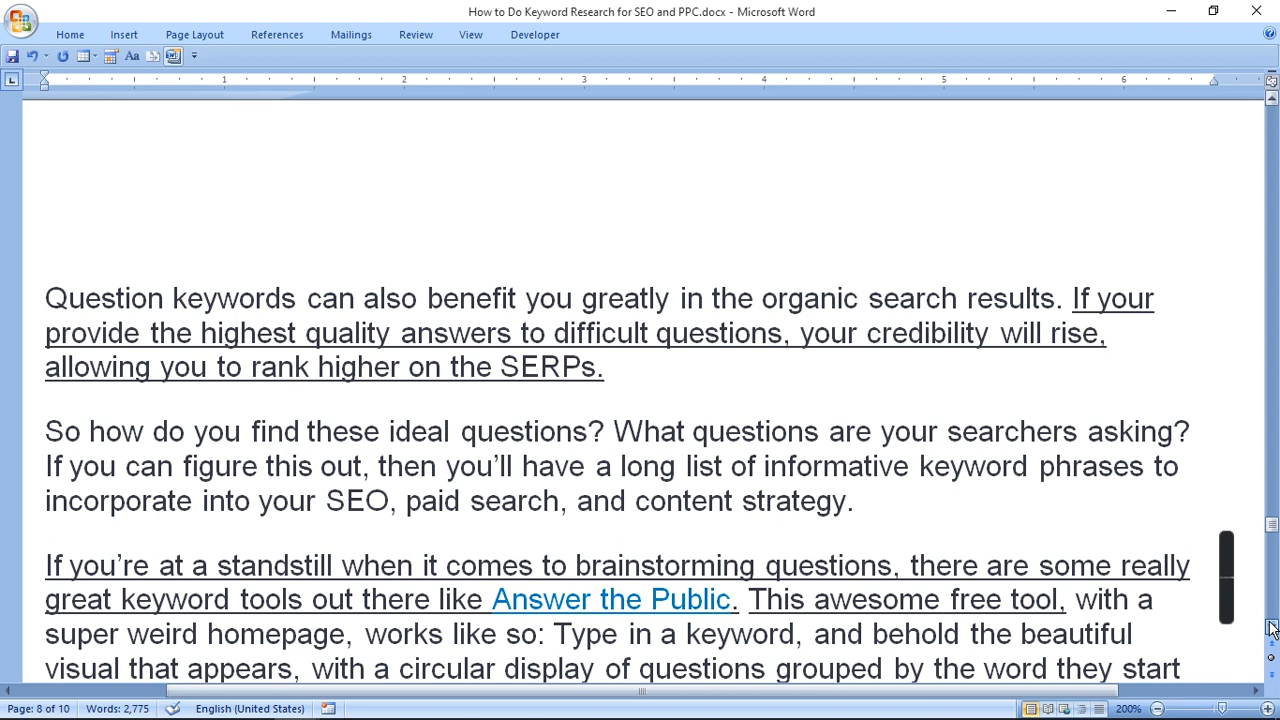 How to Do Keyword Research for SEO and PPC.docx - Microsoft Word
Home Insert Page Layout References Mailings Review View Developer
Aa
1 2 3 4 5 6
Question keywords can also benefit you greatly in the organic search results. If your
provide the highest quality answers to difficult questions, your credibility will rise,
allowing you to rank higher on the SERPs.
So how do you find these ideal questions? What questions are your searchers asking?
If you can figure this out, then you’ll have a long list of informative keyword phrases to
incorporate into your SEO, paid search, and content strategy.
If you’re at a standstill when it comes to brainstorming questions, there are some really
great keyword tools out there like Answer the Public. This awesome free tool, with a
super weird homepage, works like so: Type in a keyword, and behold the beautiful
visual that appears, with a circular display of questions grouped by the word they start
Page: 8 of 10 Words: 2,775 English (United States) 200%